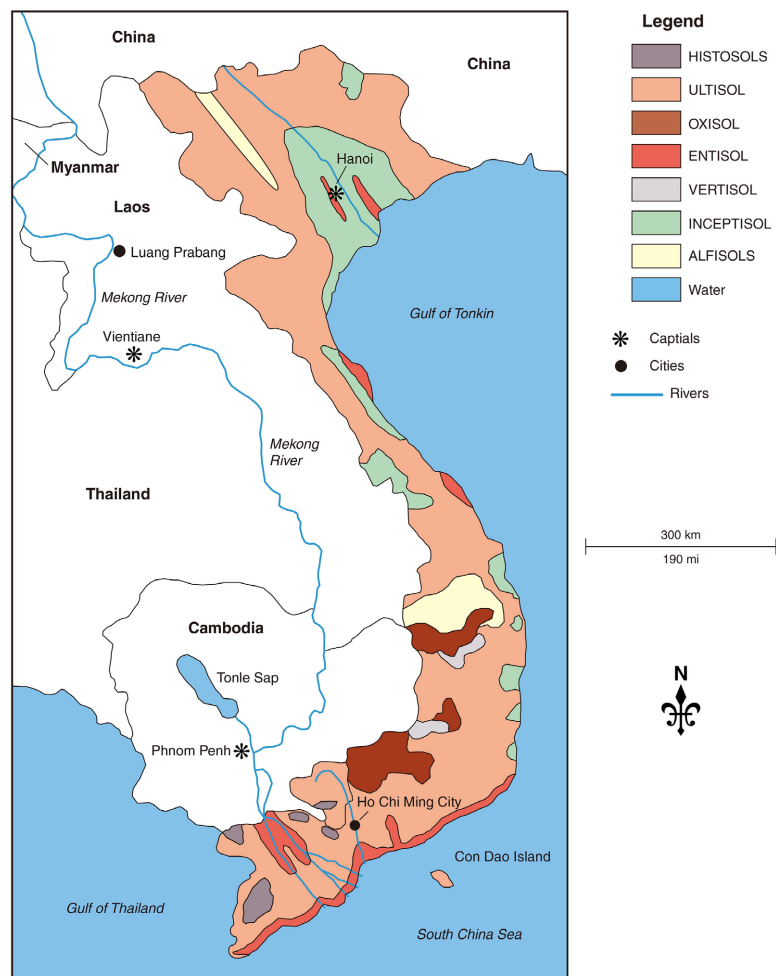 China
China
Myanmar
Laos
Hanoi
Luang Prabang
Mekong River
Vientiane
Gulf of Tonkin
Mekong
River
Thailand
Cambodia
Tonle Sap
Phnom Penh
Ho Chi Ming City
Con Dao Island
Gulf of Thailand
South China Sea
Legend
HISTOSOLS
ULTISOL
OXISOL
ENTISOL
VERTISOL
INCEPTISOL
ALFISOLS
Water
Captials
Cities
Rivers
300 km
190 mi
N